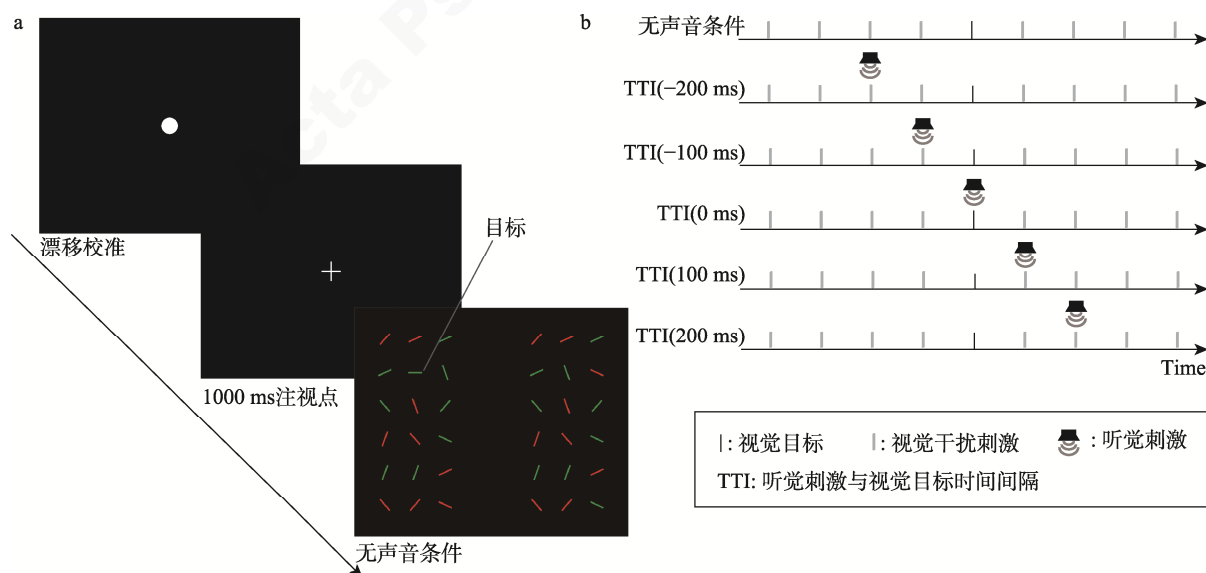 a
漂移校准
1000 ms注视点
目标
无声音条件
b
无声音条件
TTI(−200 ms)
TTI(−100 ms)
TTI(0 ms)
TTI(100 ms)
TTI(200 ms)
Time
|: 视觉目标 |: 视觉干扰刺激 : 听觉刺激
TTI: 听觉刺激与视觉目标时间间隔
Acta Ps